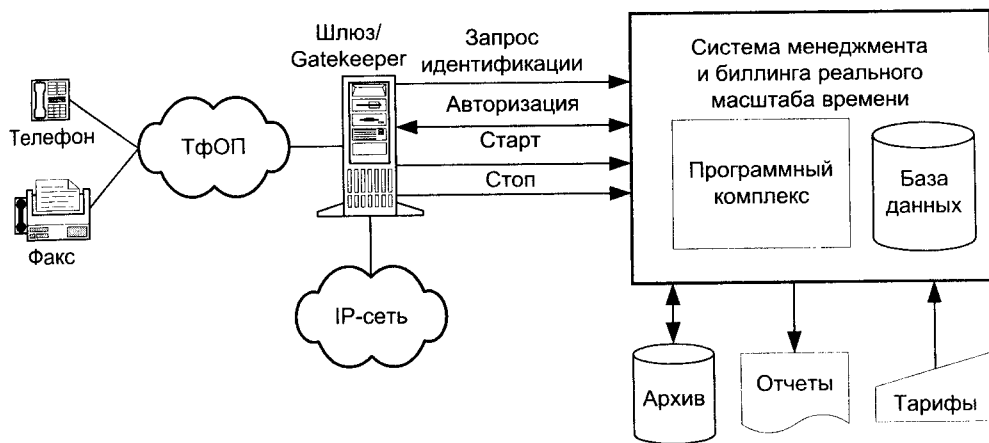 Шлюз/
Gatekeeper
Телефон
Факс
ТфОП
IP-сеть
Запрос
идентификации
Авторизация
Старт
Стоп
Система менеджмента
и биллинга реального
масштаба времени
Программный
комплекс
База
данных
Архив
Отчеты
Тарифы